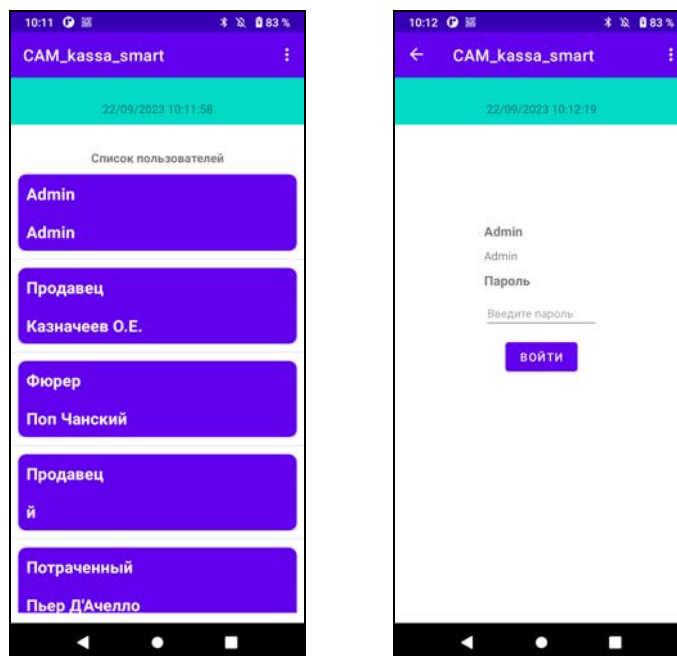 10:11
83 %
CAM_kassa_smart
22/09/2023 10:11:58
Список пользователей
Admin
Admin
Продавец
Казначеев О.Е.
Фюрер
Поп Чанский
Продавец
й
Потраченный
Пьер Д'Ачелло
10:12
83 %
CAM_kassa_smart
22/09/2023 10:12:19
Admin
Admin
Пароль
Введите пароль
ВОЙТИ